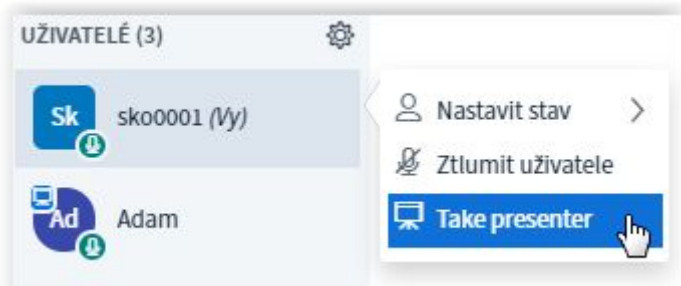 UŽIVATELÉ (3)
Sk
sko0001 (Vy)
Ad
Adam
Nastavit stav
Ztlumit uživatele
Take presenter